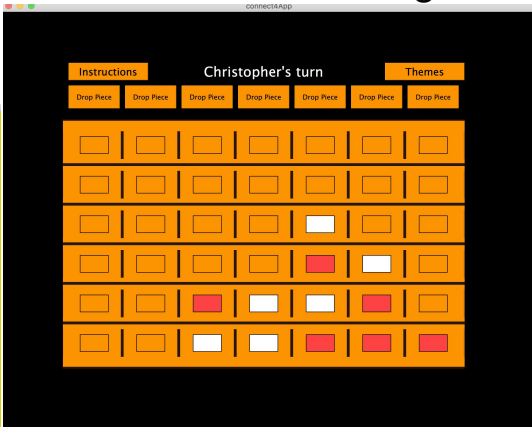 connect4App
Instructions Christopher's turn Themes
Drop Piece Drop Piece Drop Piece Drop Piece Drop Piece Drop Piece Drop Piece